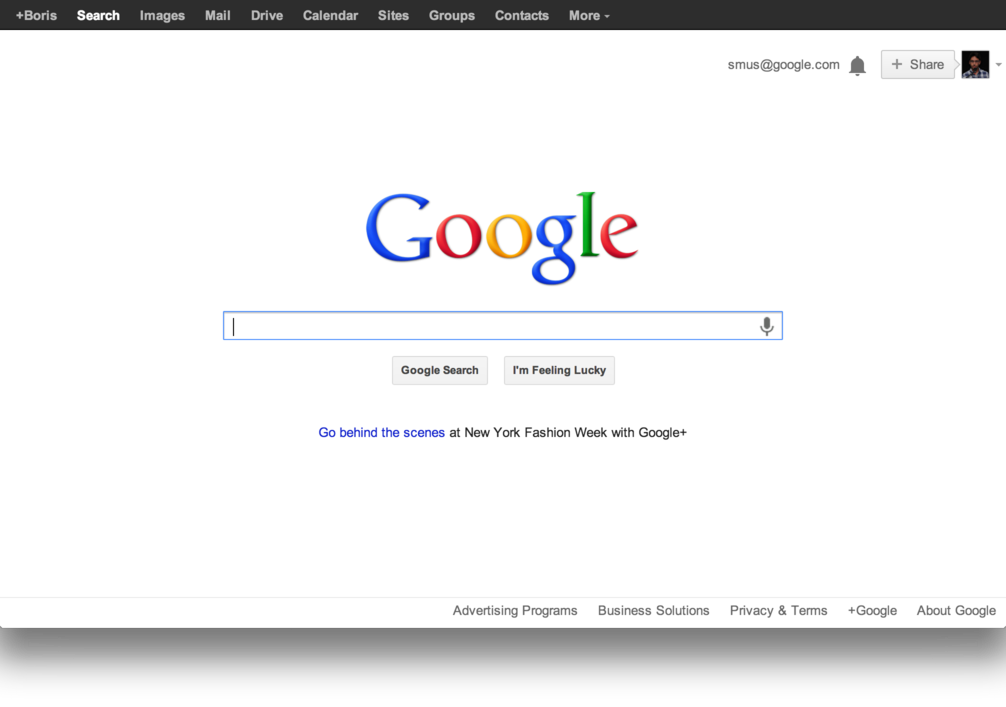 +Boris Search Images Mail Drive Calendar Sites Groups Contacts More
smus@google.com + Share
Google
Google Search I'm Feeling Lucky
Go behind the scenes at New York Fashion Week with Google+
Advertising Programs Business Solutions Privacy & Terms +Google About Google